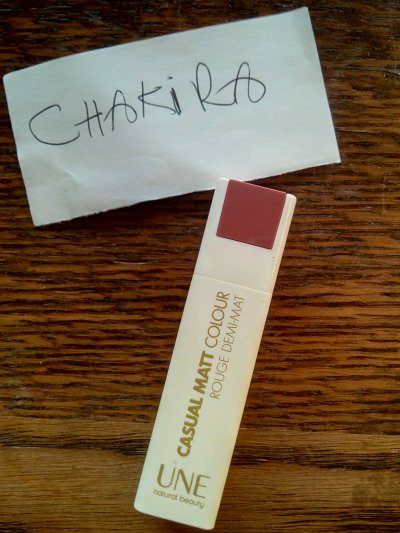 CHAKiRA
CASUAL MATT COLOUR
ROUGE DEMI-MAT
UNE
natural beauty